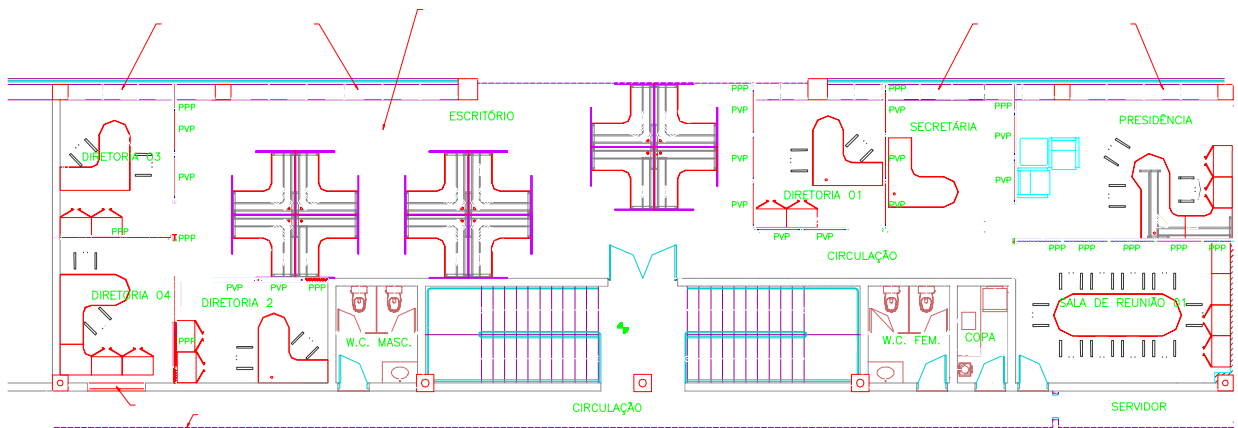 PPP
PPP
PVP
PVP
ESCRITÓRIO
PPP
PVP
PVP
PVP
PPP
PVP
PVP
PVP
SECRETÁRIA
PPP
PVP
PVP
PRESIDÊNCIA
DIRETORIA 03
DIRETORIA 01
PVP
PVP
PPP
PPP
CIRCULAÇÃO
PPP
PPP
PPP
PPP
PPP
PVP
PVP
PPP
DIRETORIA 04
DIRETORIA 2
SALA DE REUNIÃO 01
PPP
W.C. MASC.
W.C. FEM.
COPA
CIRCULAÇÃO
SERVIDOR